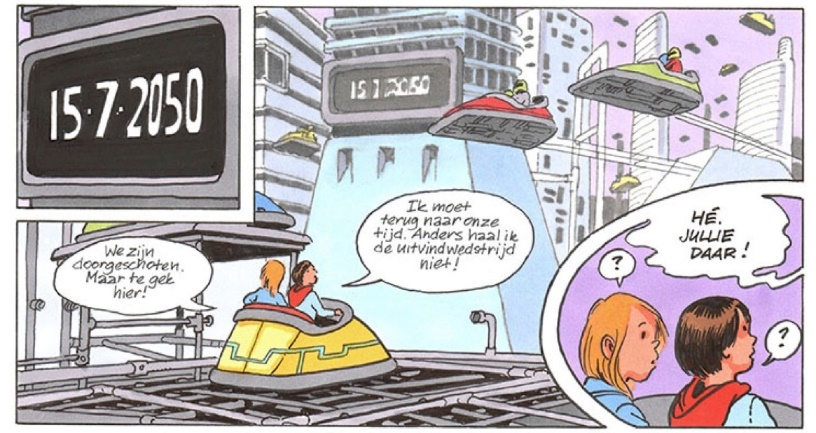 15·7·2050
15 7 2050
We zijn
doorgeschoten.
Maar te gek
hier!
Ik moet
terug naar onze
tijd. Anders haal ik
de uitvindwedstrijd
niet!
HÉ.
JULLIE
DAAR!
?
?